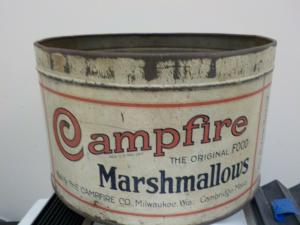 Campfire
THE ORIGINAL FOOD
Marshmallows
THE CAMPFIRE CO. Milwaukee, Wis. Cambridge, Mass.